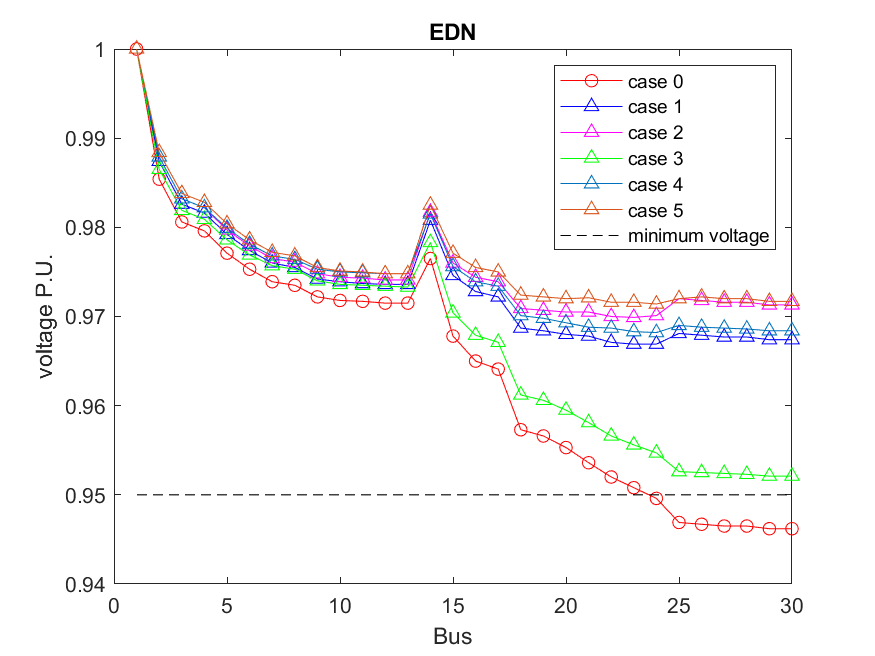 EDN
1
0.99
0.98
0.97
0.96
0.95
0.94
voltage P.U.
case 0
case 1
case 2
case 3
case 4
case 5
minimum voltage
0 5 10 15 20 25 30
Bus